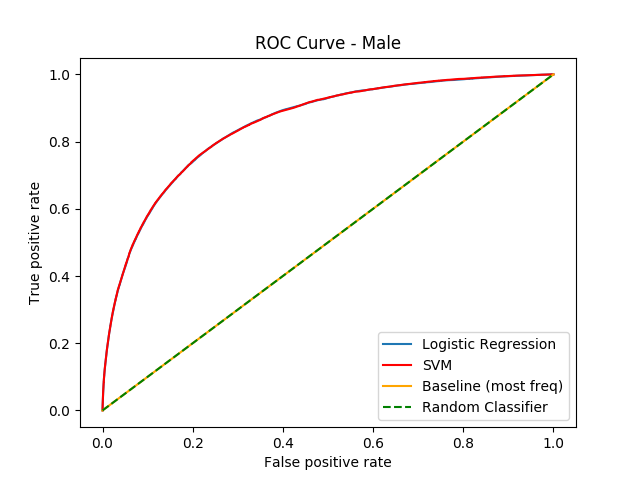 ROC Curve - Male
True positive rate
1.0
0.8
0.6
0.4
0.2
0.0
0.0 0.2 0.4 0.6 0.8 1.0
False positive rate
Logistic Regression
SVM
Baseline (most freq)
Random Classifier